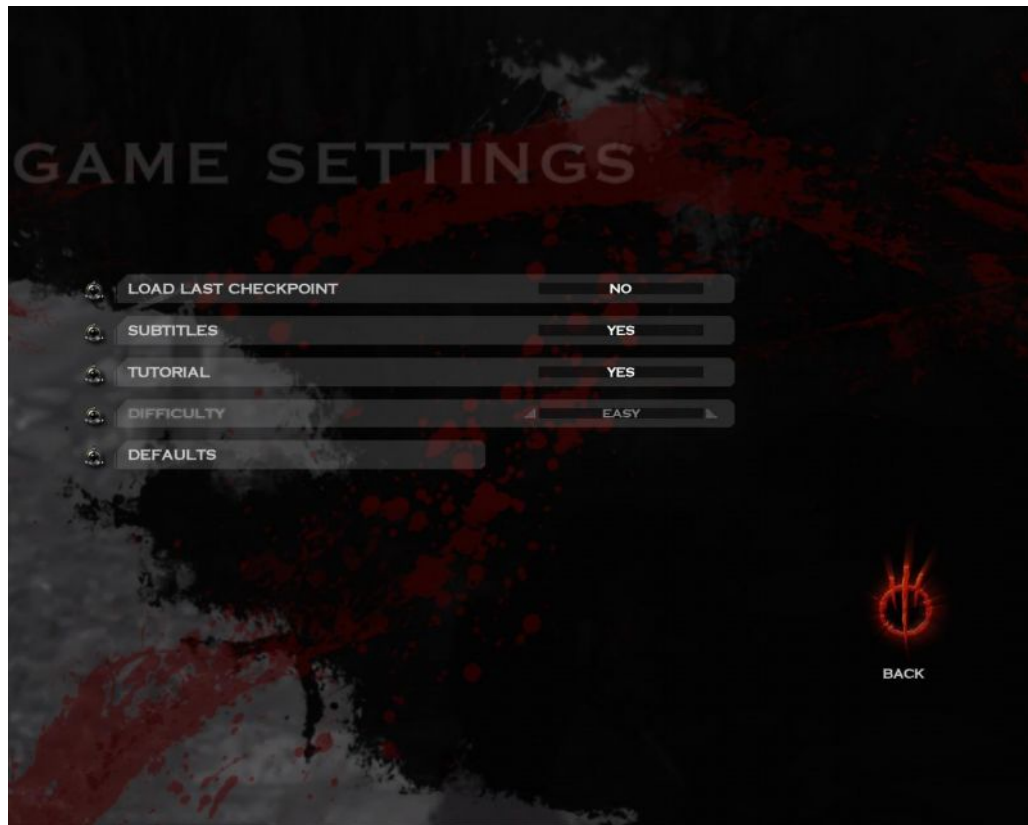 GAME SETTINGS
LOAD LAST CHECKPOINT NO
SUBTITLES YES
TUTORIAL YES
DIFFICULTY EASY
DEFAULTS
BACK